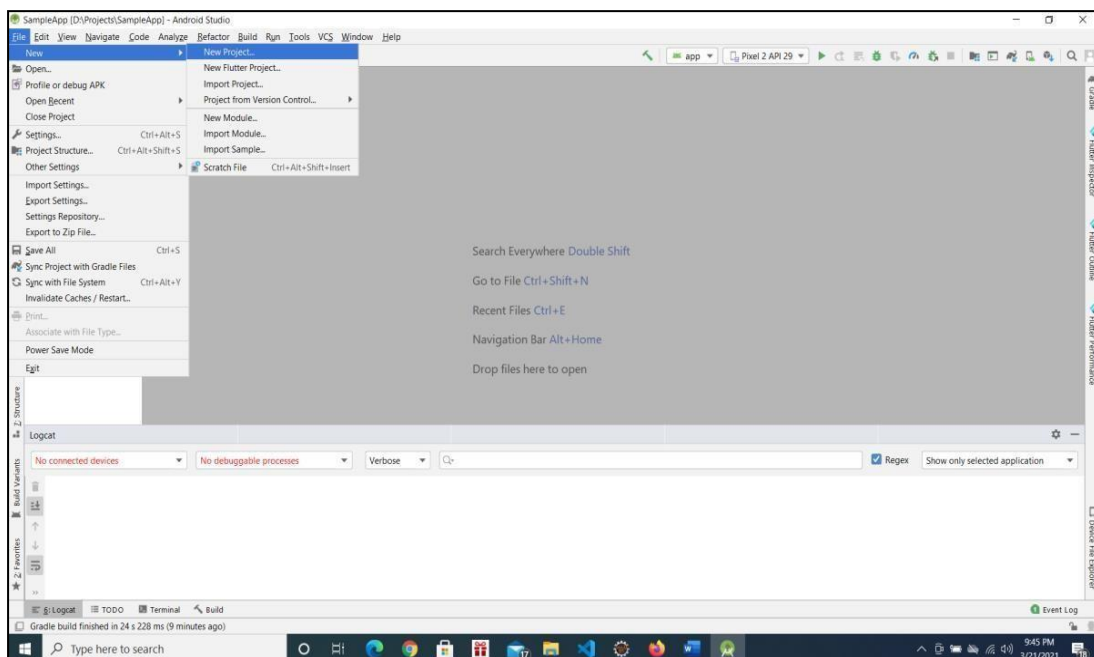 SampleApp [D:\Projects\SampleApp] - Android Studio
File Edit View Navigate Code Analyze Refactor Build Run Tools VCS Window Help
New
New Project...
app
Pixel 2 API 29
Open...
New Flutter Project...
Profile or debug APK
Import Project...
Open Recent
Project from Version Control...
Close Project
New Module...
Settings... Ctrl+Alt+S
Import Module...
Project Structure... Ctrl+Alt+Shift+S
Import Sample...
Other Settings
Scratch File Ctrl+Alt+Shift+Insert
Import Settings...
Export Settings...
Settings Repository...
Export to Zip File...
Save All Ctrl+S
Sync Project with Gradle Files
Sync with File System Ctrl+Alt+Y
Invalidate Caches / Restart...
Print...
Associate with File Type...
Power Save Mode
Exit
Search Everywhere Double Shift
Go to File Ctrl+Shift+N
Recent Files Ctrl+E
Navigation Bar Alt+Home
Drop files here to open
Gradle
Flutter Inspector
Flutter Outline
Flutter Performance
Device File Explorer
Z: Structure
Build Variants
2: Favorites
Logcat
No connected devices
No debuggable processes
Verbose
Regex
Show only selected application
6: Logcat TODO Terminal Build
Event Log
Gradle build finished in 24 s 228 ms (9 minutes ago)
Type here to search
17
9:45 PM
3/21/2021
18